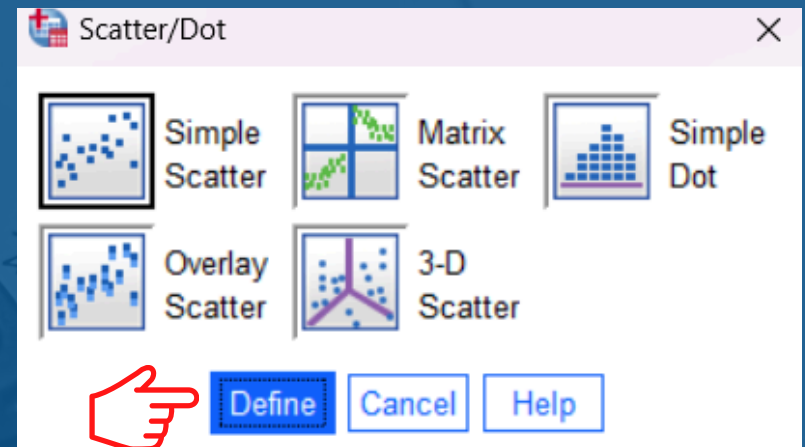 Scatter/Dot
Simple
Scatter
Matrix
Scatter
Simple
Dot
Overlay
Scatter
3-D
Scatter
Define
Cancel
Help